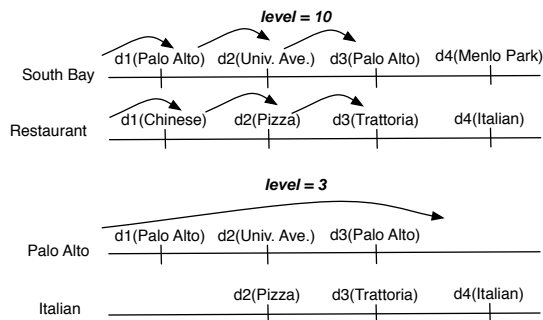 level = 10
d1(Palo Alto) d2(Univ. Ave.) d3(Palo Alto) d4(Menlo Park)
South Bay
d1(Chinese) d2(Pizza) d3(Trattoria) d4(Italian)
Restaurant
level = 3
d1(Palo Alto) d2(Univ. Ave.) d3(Palo Alto)
Palo Alto
d2(Pizza) d3(Trattoria) d4(Italian)
Italian